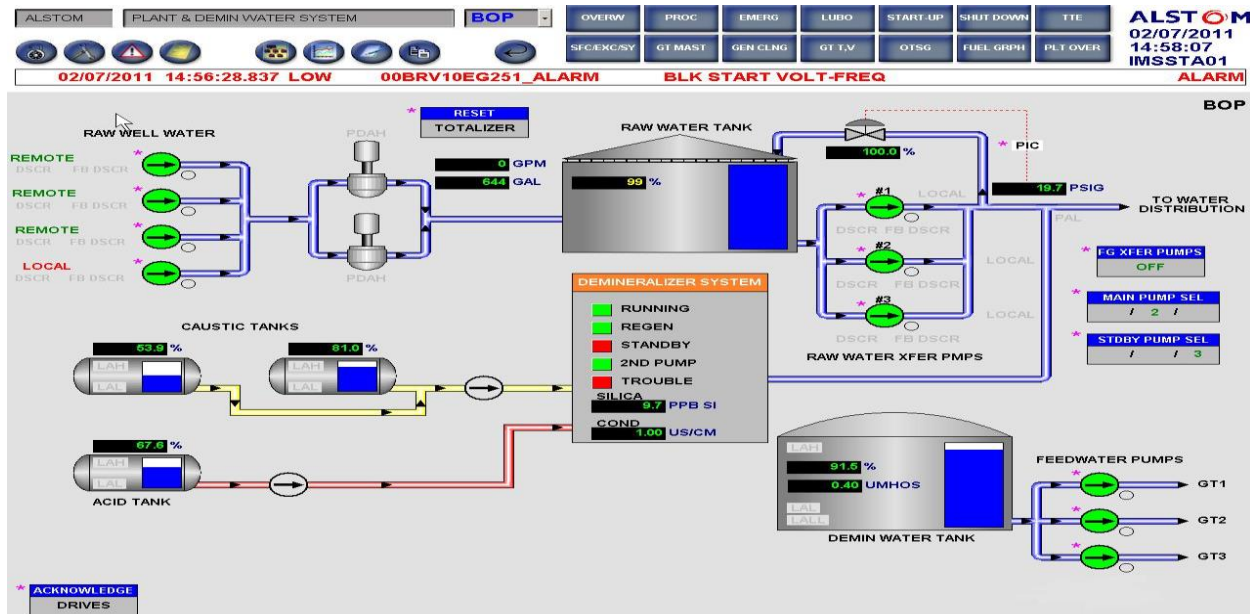 ALSTOM PLANT & DEMIN WATER SYSTEM BOP
OVERW PROC EMERG LUBO START-UP SHUT DOWN TTE
SFC/EXC/SY GT MAST GEN CLNG GT T,V OTSG FUEL GRPH PLT OVER
ALSTOM
02/07/2011
14:58:07
IMSSTA01
02/07/2011 14:56:28.837 LOW 00BRV10EG251_ALARM BLK START VOLT-FREQ ALARM
BOP
RAW WELL WATER
REMOTE
DSCR FB DSCR
REMOTE
DSCR FB DSCR
REMOTE
DSCR FB DSCR
LOCAL
DSCR FB DSCR
PDAH
PDAH
* RESET
TOTALIZER
0 GPM
644 GAL
RAW WATER TANK
99 %
100.0 %
* PIC
19.7 PSIG
TO WATER
DISTRIBUTION
PAL
#1 LOCAL
DSCR FB DSCR
#2 LOCAL
DSCR FB DSCR
#3 LOCAL
DSCR FB DSCR
RAW WATER XFER PMPS
* FG XFER PUMPS
OFF
* MAIN PUMP SEL
/ 2 /
* STDBY PUMP SEL
/ / 3
CAUSTIC TANKS
53.9 %
LAH
LAL
81.0 %
LAH
LAL
67.6 %
LAH
LAL
ACID TANK
DEMINERALIZER SYSTEM
RUNNING
REGEN
STANDBY
2ND PUMP
TROUBLE
SILICA
9.7 PPB SI
COND
1.00 US/CM
LAH
91.5 %
0.40 UMHOS
LAL
LALL
DEMIN WATER TANK
FEEDWATER PUMPS
GT1
GT2
GT3
* ACKNOWLEDGE
DRIVES